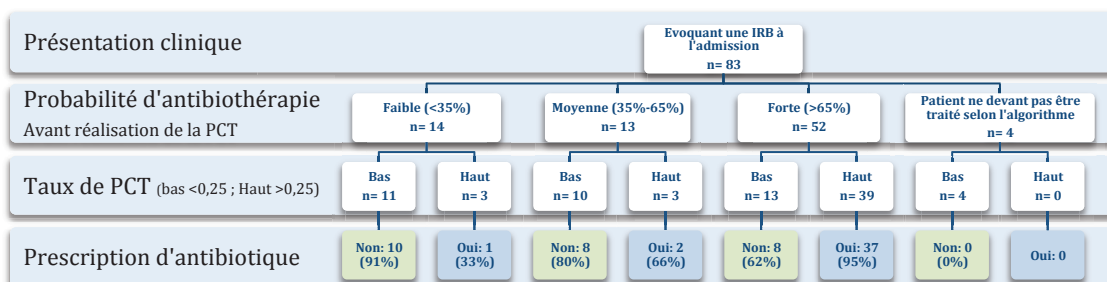 Présentation clinique
Evoquant une IRB à
l'admission
n= 83
Probabilité d'antibiothérapie
Avant réalisation de la PCT
Faible (<35%)
n= 14
Moyenne (35%-65%)
n= 13
Forte (>65%)
n= 52
Patient ne devant pas être
traité selon l'algorithme
n= 4
Taux de PCT (bas <0,25 ; Haut >0,25)
Bas
n= 11
Haut
n= 3
Bas
n= 10
Haut
n= 3
Bas
n= 13
Haut
n= 39
Bas
n= 4
Haut
n= 0
Prescription d'antibiotique
Non: 10
(91%)
Oui: 1
(33%)
Non: 8
(80%)
Oui: 2
(66%)
Non: 8
(62%)
Oui: 37
(95%)
Non: 0
(0%)
Oui: 0